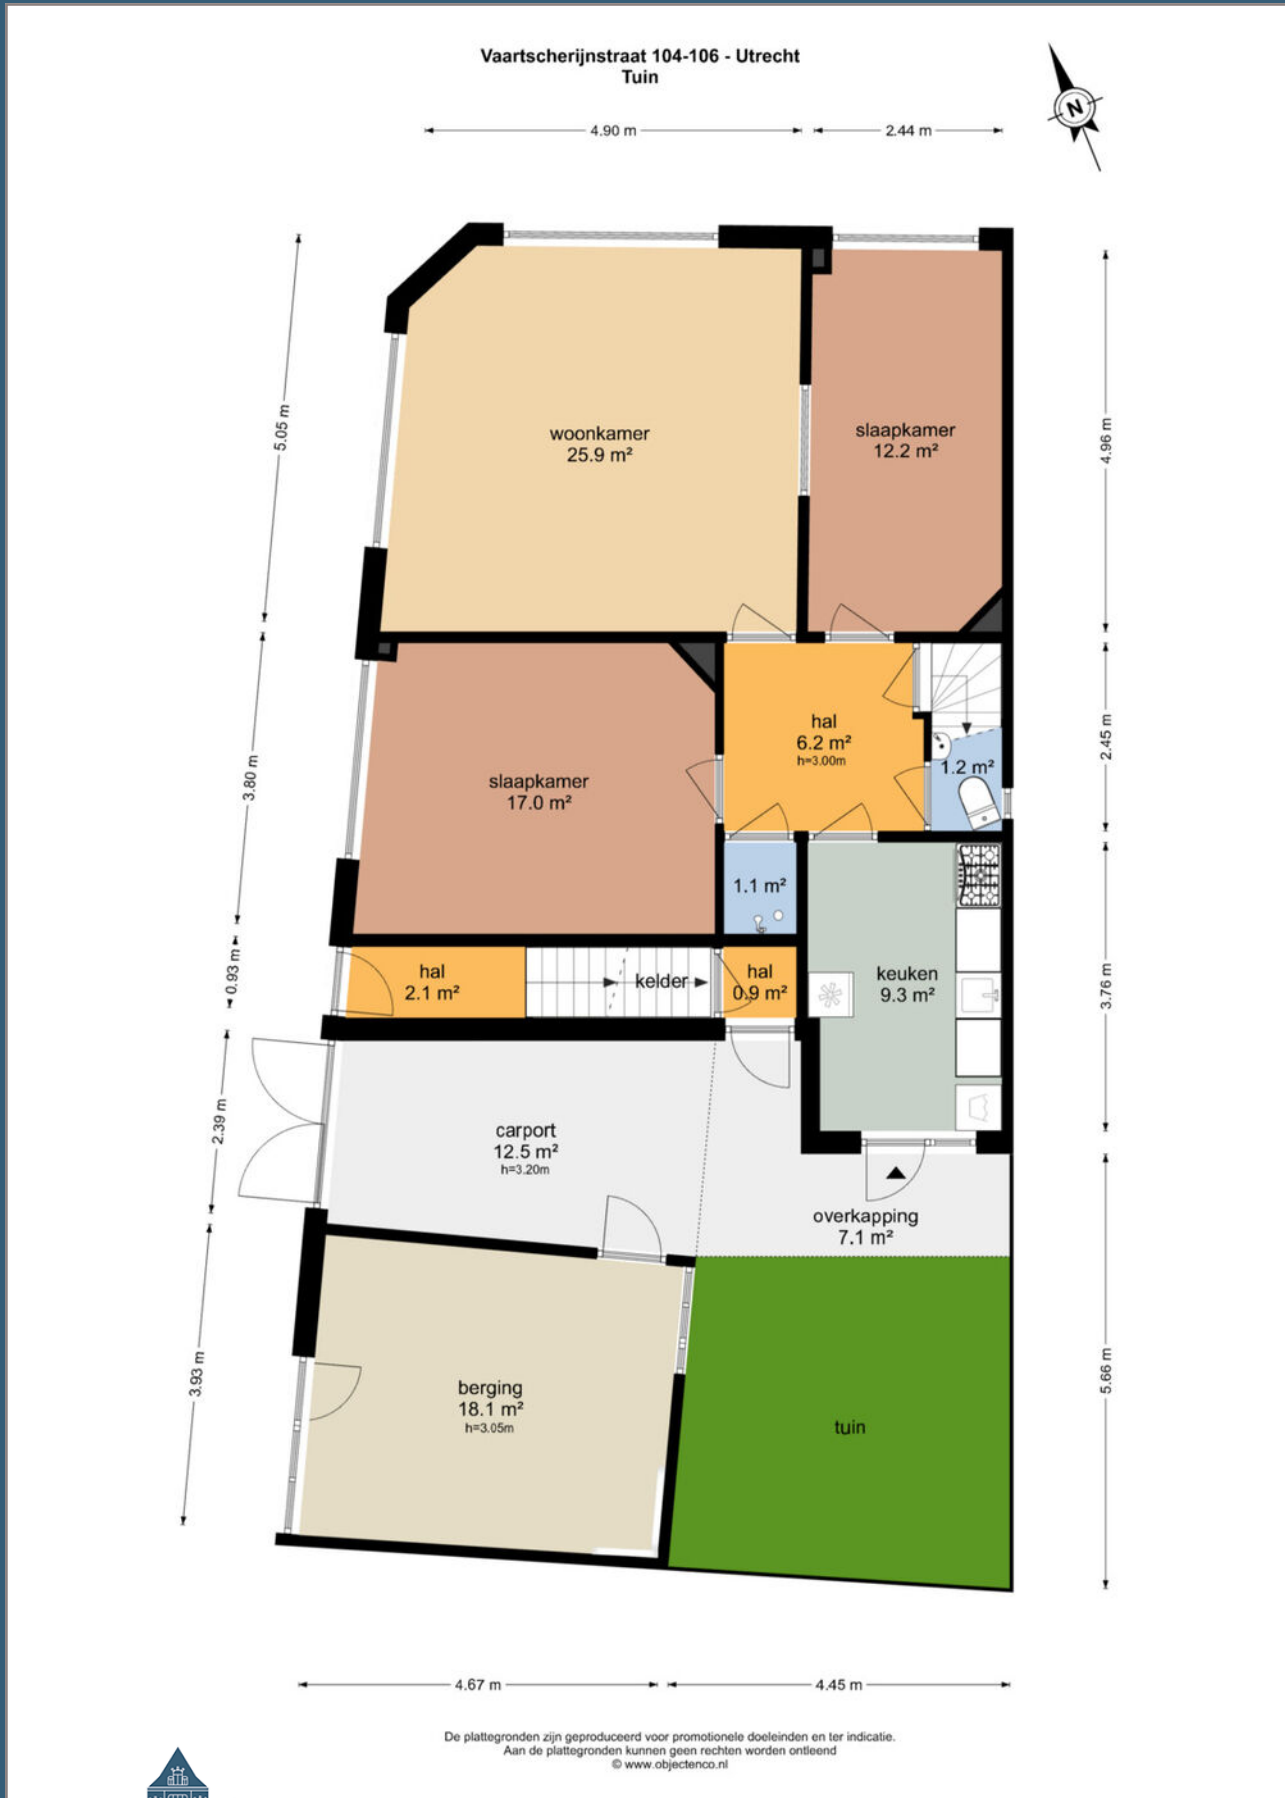 Vaartscherijnstraat 104-106 - Utrecht
Tuin
N
4.90 m
2.44 m
5.05 m
4.96 m
woonkamer
25.9 m²
slaapkamer
12.2 m²
3.80 m
2.45 m
hal
6.2 m²
h=3.00m
1.2 m²
slaapkamer
17.0 m²
1.1 m²
0.93 m
3.76 m
hal
2.1 m²
kelder
hal
0.9 m²
keuken
9.3 m²
2.39 m
carport
12.5 m²
h=3.20m
overkapping
7.1 m²
3.93 m
5.66 m
berging
18.1 m²
h=3.05m
tuin
4.67 m
4.45 m
De plattegronden zijn geproduceerd voor promotionele doeleinden en ter indicatie.
Aan de plattegronden kunnen geen rechten worden ontleend
© www.objectenco.nl